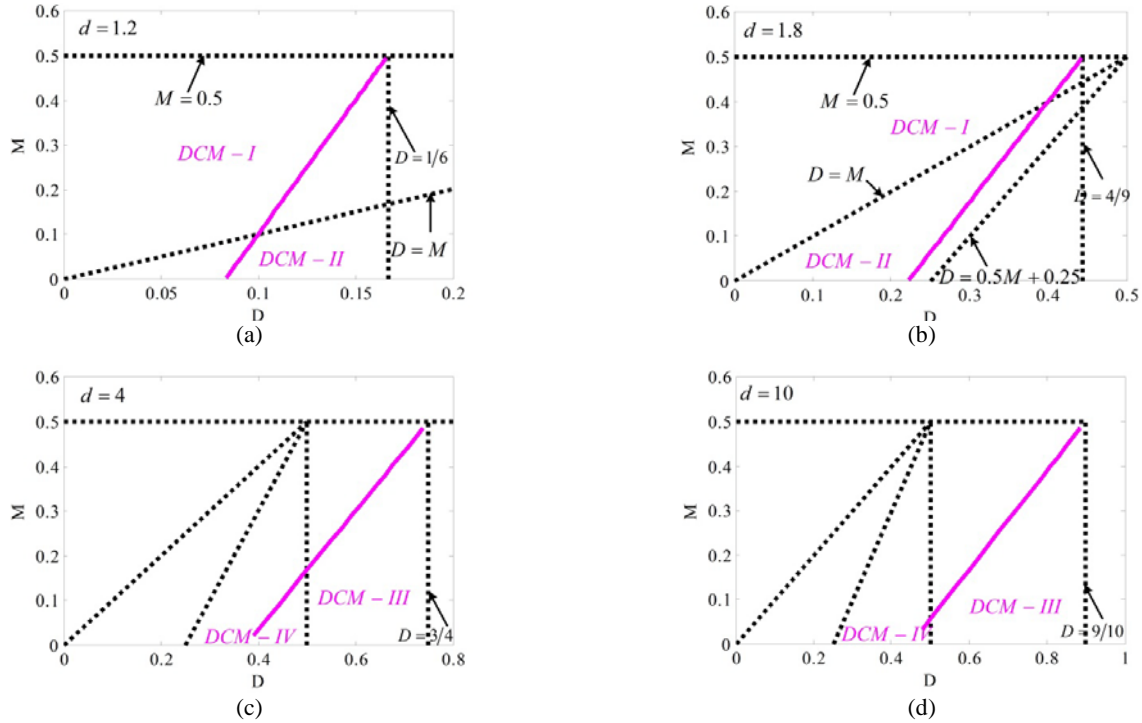 d = 1.2
0.6
0.5
0.4
0.3
0.2
0.1
0
M
M = 0.5
DCM – I
D = 1/6
D = M
DCM – II
0 0.05 0.1 0.15 0.2
D
(a)
d = 1.8
0.6
0.5
0.4
0.3
0.2
0.1
0
M
M = 0.5
DCM – I
D = M
D = 4/9
DCM – II
D = 0.5M + 0.25
0 0.1 0.2 0.3 0.4 0.5
D
(b)
d = 4
0.6
0.5
0.4
0.3
0.2
0.1
0
M
DCM – III
DCM – IV
D = 3/4
0 0.2 0.4 0.6 0.8
D
(c)
d = 10
0.6
0.5
0.4
0.3
0.2
0.1
0
M
DCM – III
DCM – IV
D = 9/10
0 0.2 0.4 0.6 0.8 1
D
(d)